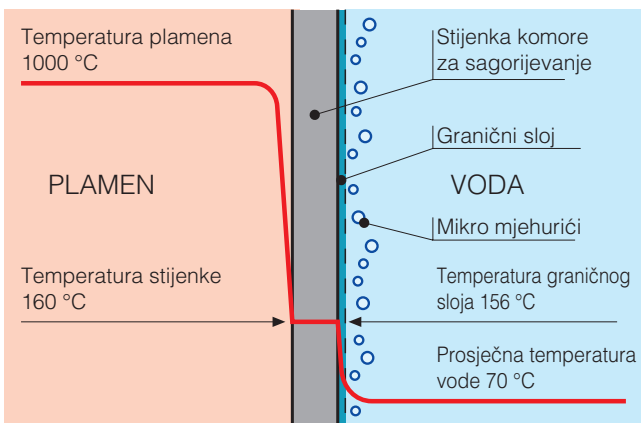 Temperatura plamena
1000 °C
Stijenka komore
za sagorijevanje
Granični sloj
PLAMEN
VODA
Mikro mjehurići
Temperatura stijenke
160 °C
Temperatura graničnog
sloja 156 °C
Prosječna temperatura
vode 70 °C